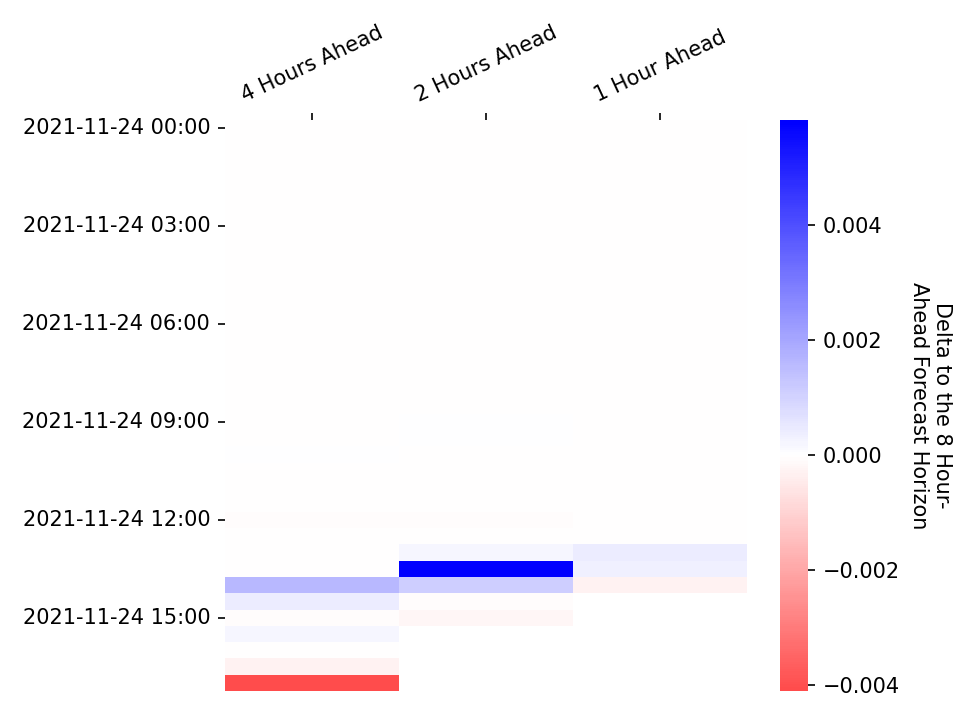 4 Hours Ahead
2 Hours Ahead
1 Hour Ahead
2021-11-24 00:00
2021-11-24 03:00
2021-11-24 06:00
2021-11-24 09:00
2021-11-24 12:00
2021-11-24 15:00
0.004
0.002
0.000
−0.002
−0.004
Delta to the 8 Hour-
Ahead Forecast Horizon